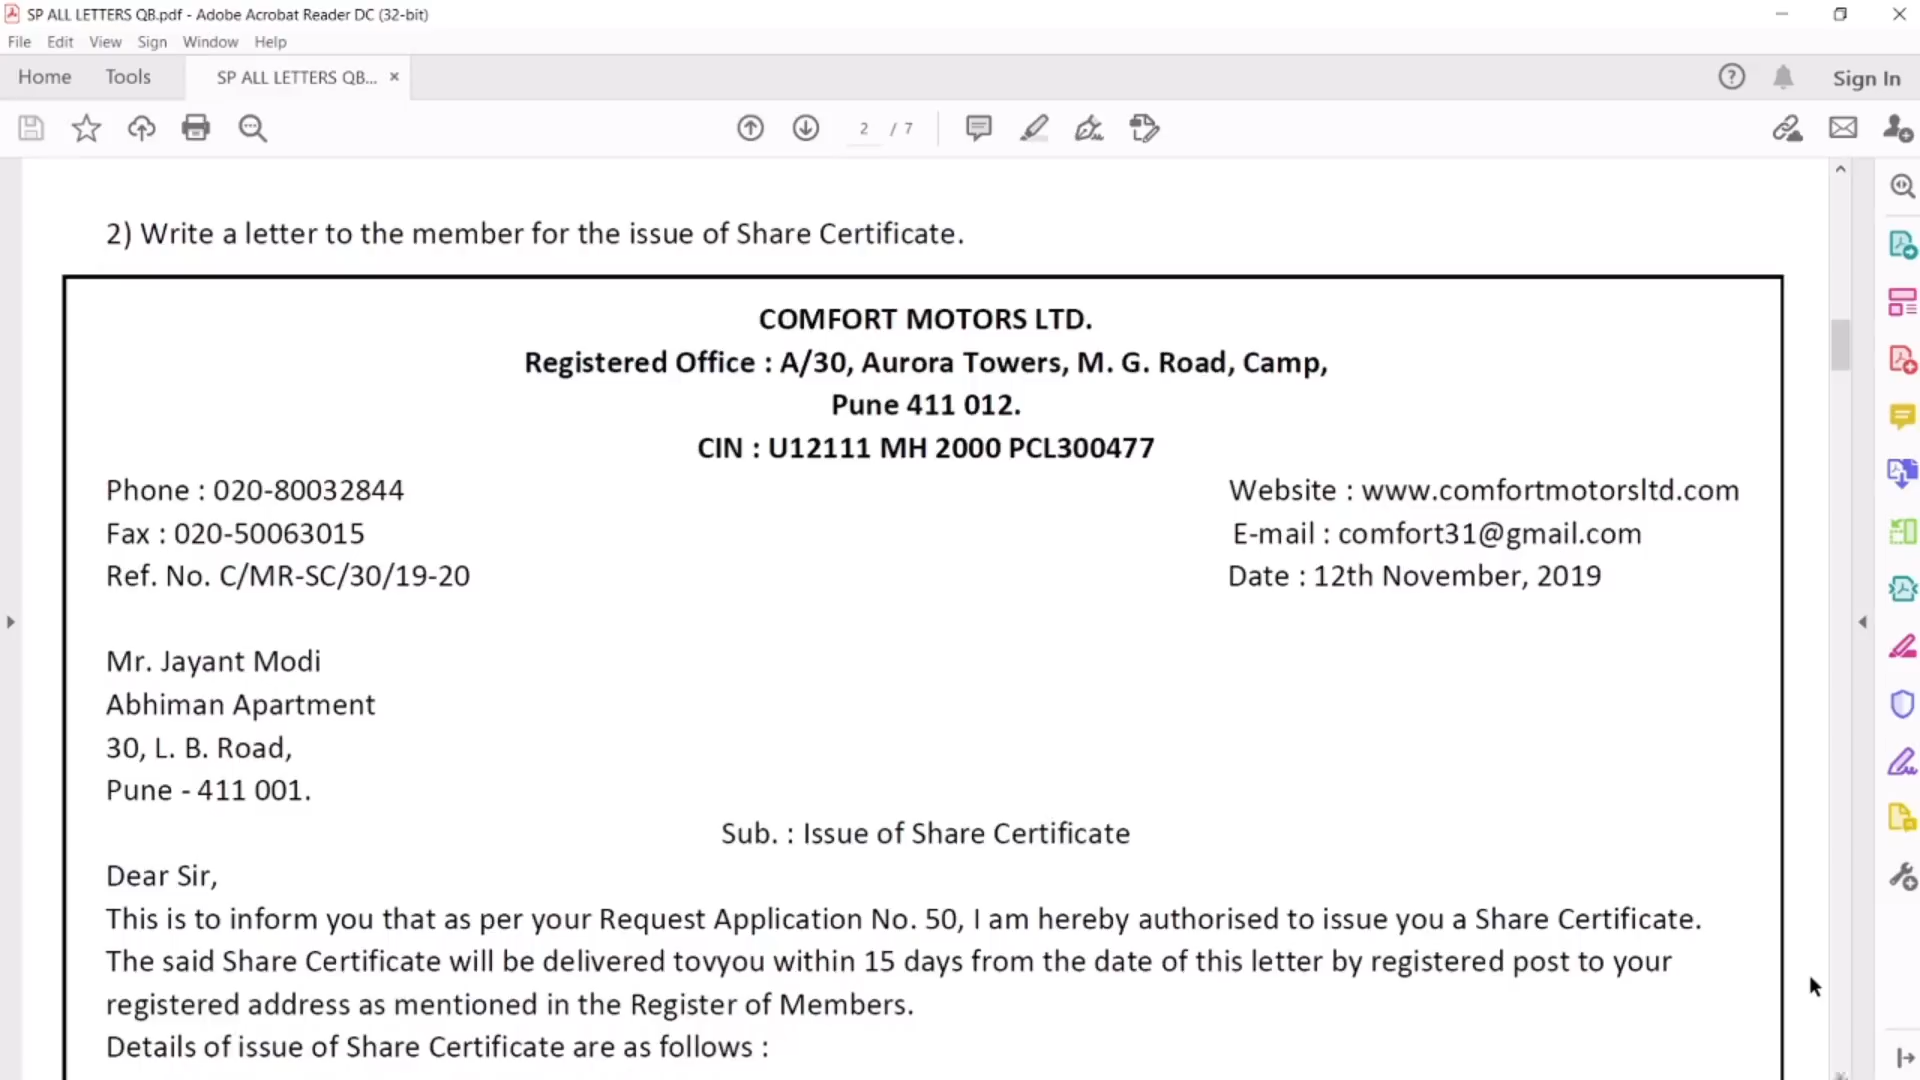 SP ALL LETTERS QB.pdf - Adobe Acrobat Reader DC (32-bit)
File Edit View Sign Window Help
Home Tools SP ALL LETTERS QB... × Sign In
2 / 7
2) Write a letter to the member for the issue of Share Certificate.
COMFORT MOTORS LTD.
Registered Office : A/30, Aurora Towers, M. G. Road, Camp,
Pune 411 012.
CIN : U12111 MH 2000 PCL300477
Phone : 020-80032844 Website : www.comfortmotorsltd.com
Fax : 020-50063015 E-mail : comfort31@gmail.com
Ref. No. C/MR-SC/30/19-20 Date : 12th November, 2019
Mr. Jayant Modi
Abhiman Apartment
30, L. B. Road,
Pune - 411 001.
Sub. : Issue of Share Certificate
Dear Sir,
This is to inform you that as per your Request Application No. 50, I am hereby authorised to issue you a Share Certificate.
The said Share Certificate will be delivered tovyou within 15 days from the date of this letter by registered post to your
registered address as mentioned in the Register of Members.
Details of issue of Share Certificate are as follows :